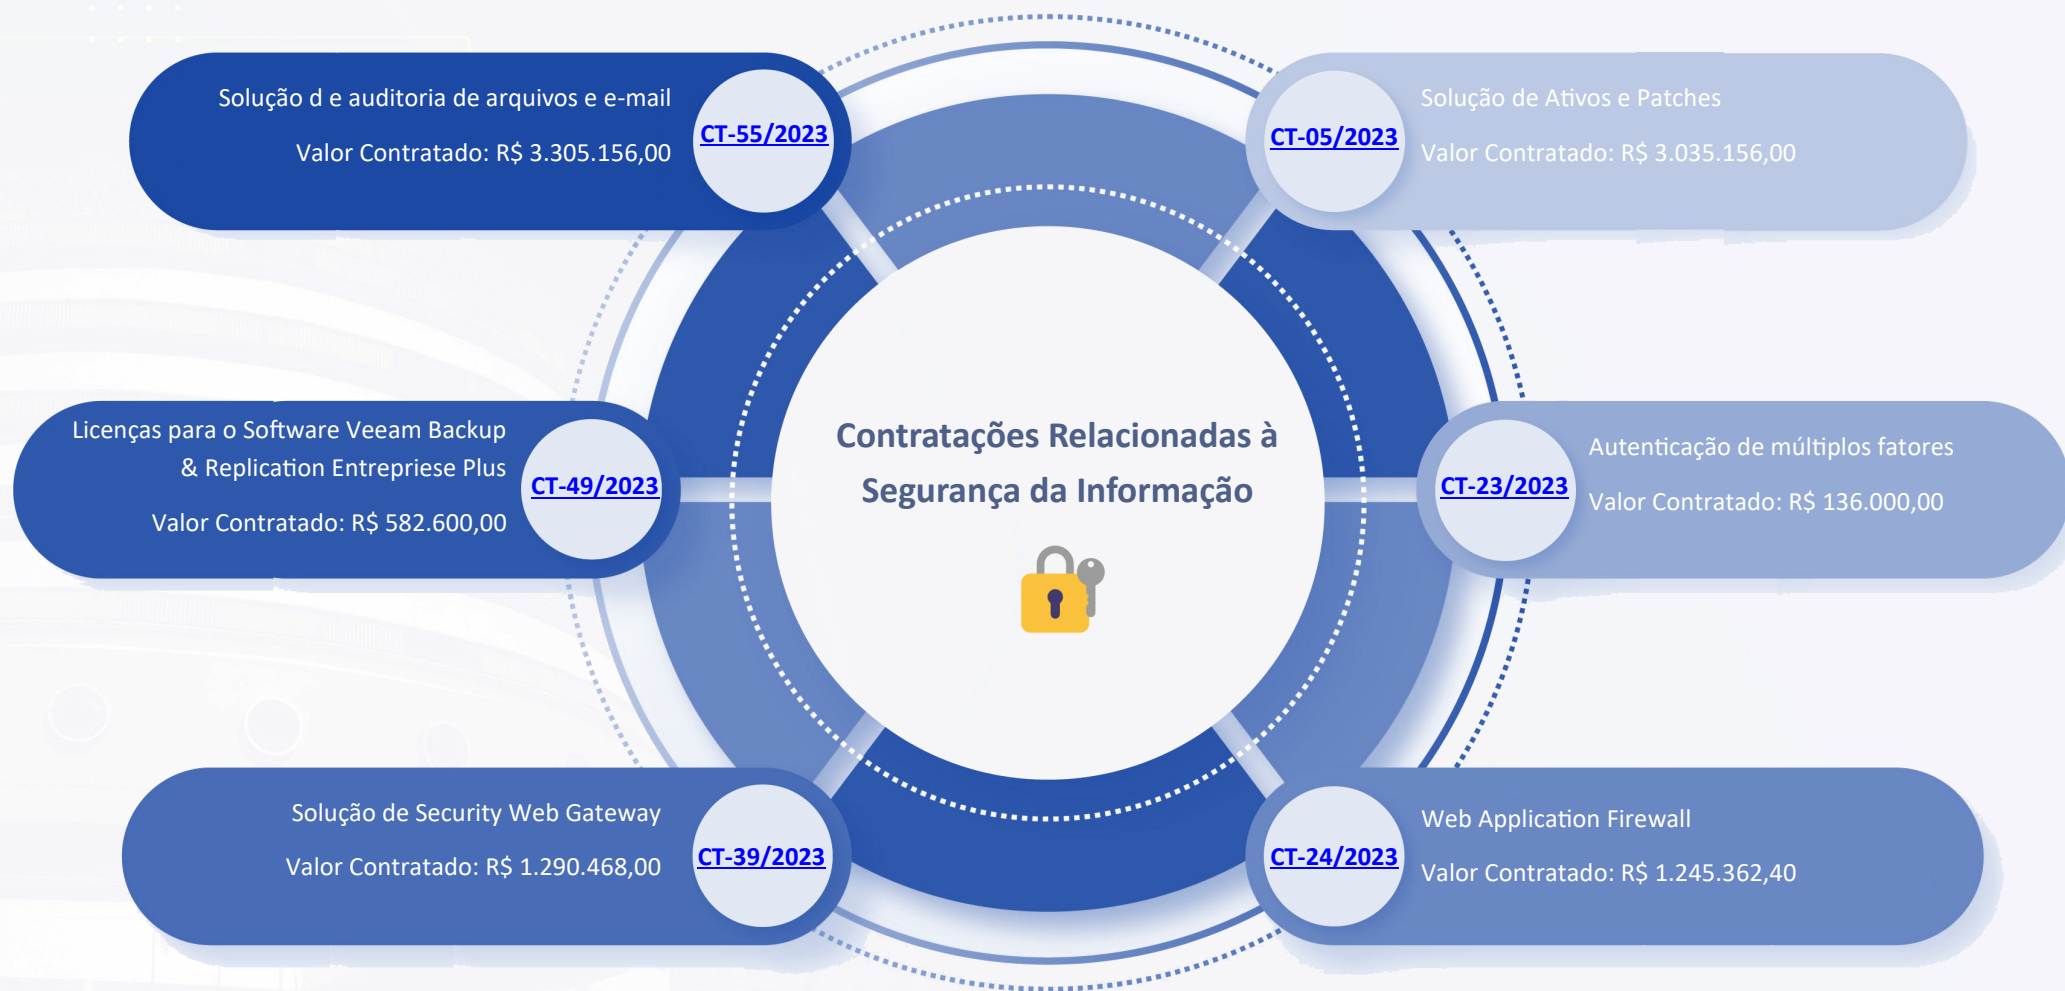 Solução d e auditoria de arquivos e e-mail
Valor Contratado: R$ 3.305.156,00
CT-55/2023
CT-05/2023
Solução de Ativos e Patches
Valor Contratado: R$ 3.035.156,00
Licenças para o Software Veeam Backup
& Replication Entrepriese Plus
Valor Contratado: R$ 582.600,00
CT-49/2023
Contratações Relacionadas à
Segurança da Informação
CT-23/2023
Autenticação de múltiplos fatores
Valor Contratado: R$ 136.000,00
Solução de Security Web Gateway
Valor Contratado: R$ 1.290.468,00
CT-39/2023
CT-24/2023
Web Application Firewall
Valor Contratado: R$ 1.245.362,40